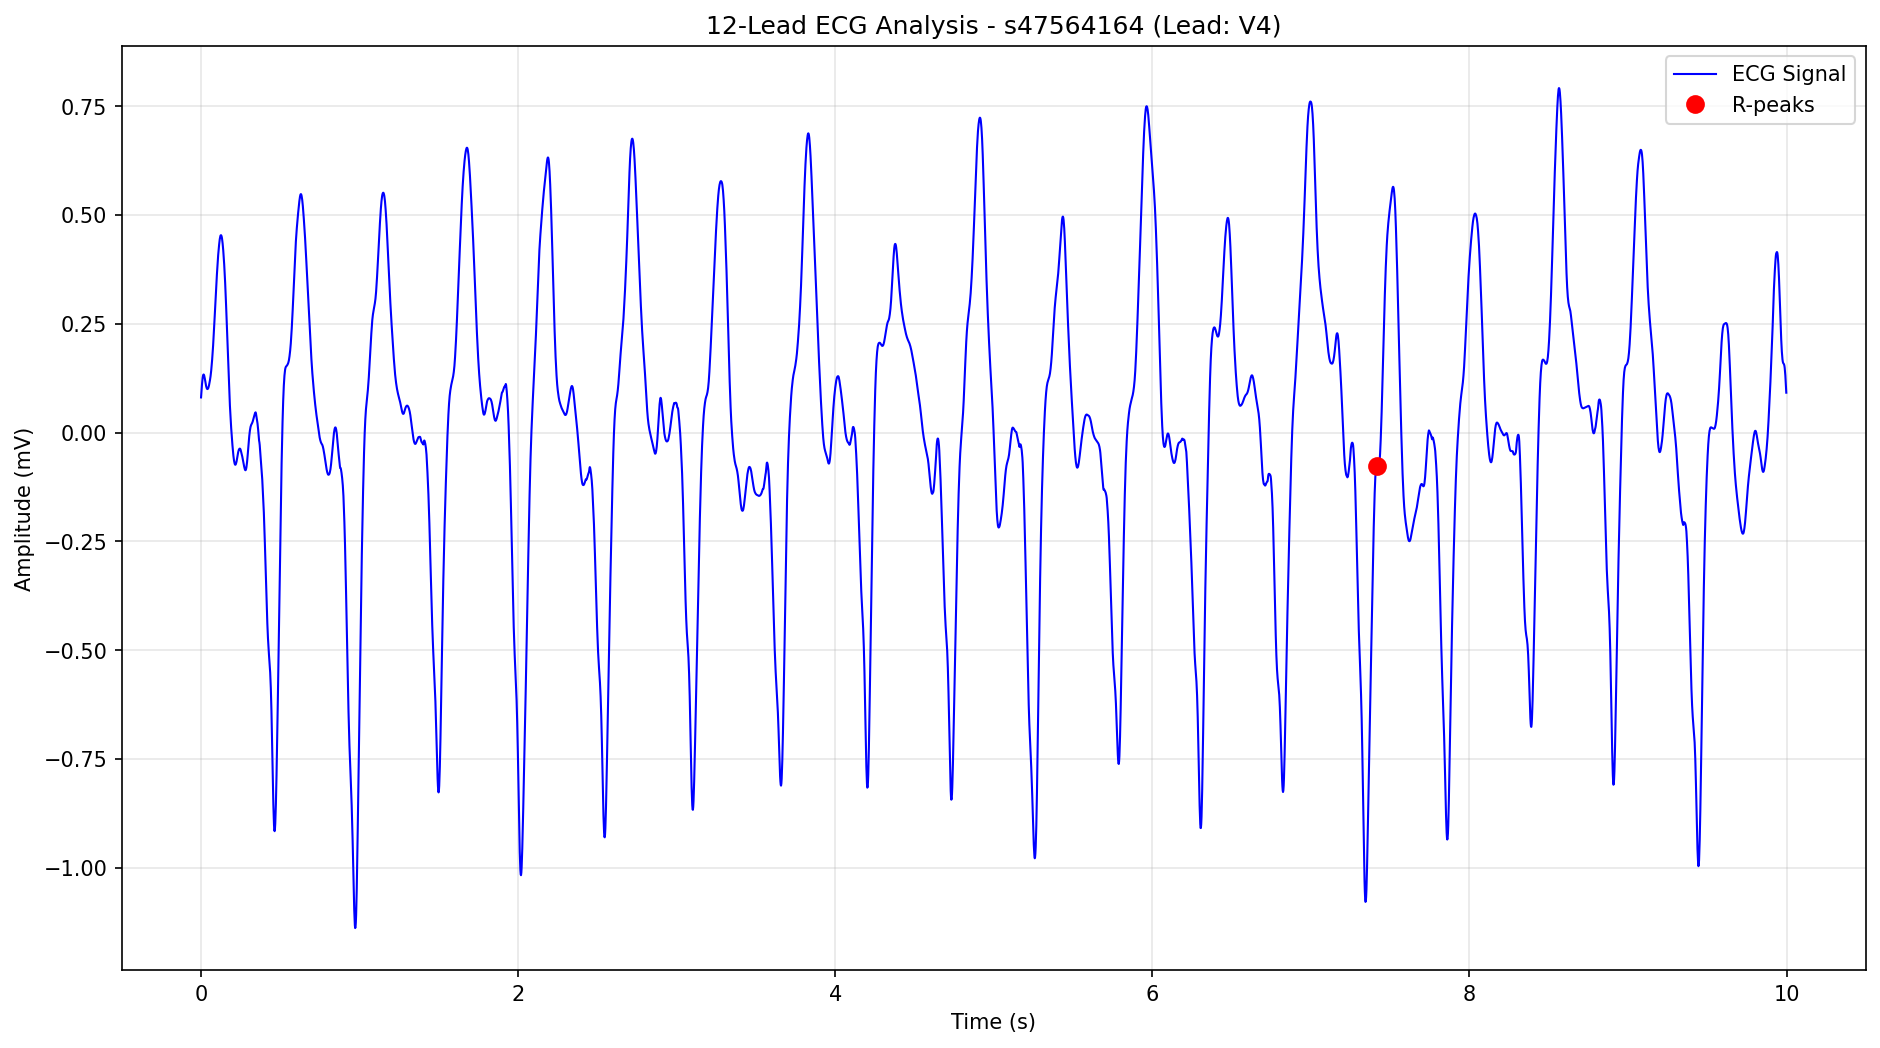 12-Lead ECG Analysis - s47564164 (Lead: V4)
ECG Signal
R-peaks
Amplitude (mV)
0.75
0.50
0.25
0.00
−0.25
−0.50
−0.75
−1.00
0 2 4 6 8 10
Time (s)